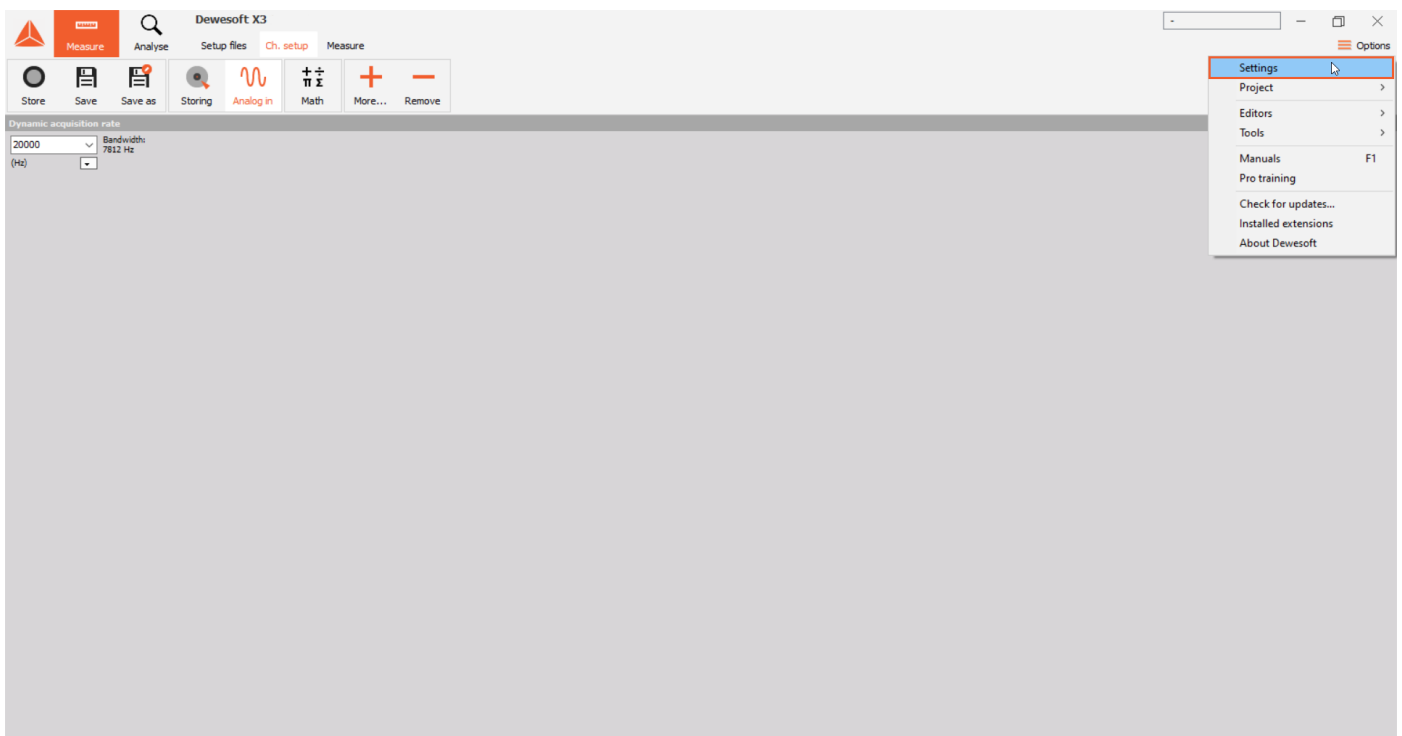 Dewesoft X3
-
Measure Analyse Setup files Ch. setup Measure
Options
Store Save Save as Storing Analog in Math More... Remove
Dynamic acquisition rate
20000
Bandwidth:
7812 Hz
(Hz)
Settings
Project >
Editors >
Tools >
Manuals F1
Pro training
Check for updates...
Installed extensions
About Dewesoft